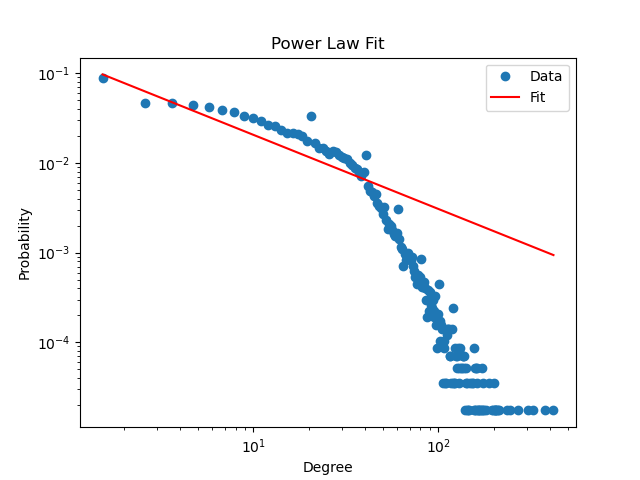 Power Law Fit
Data
Fit
10⁻¹
10⁻²
10⁻³
10⁻⁴
10¹
10²
Probability
Degree